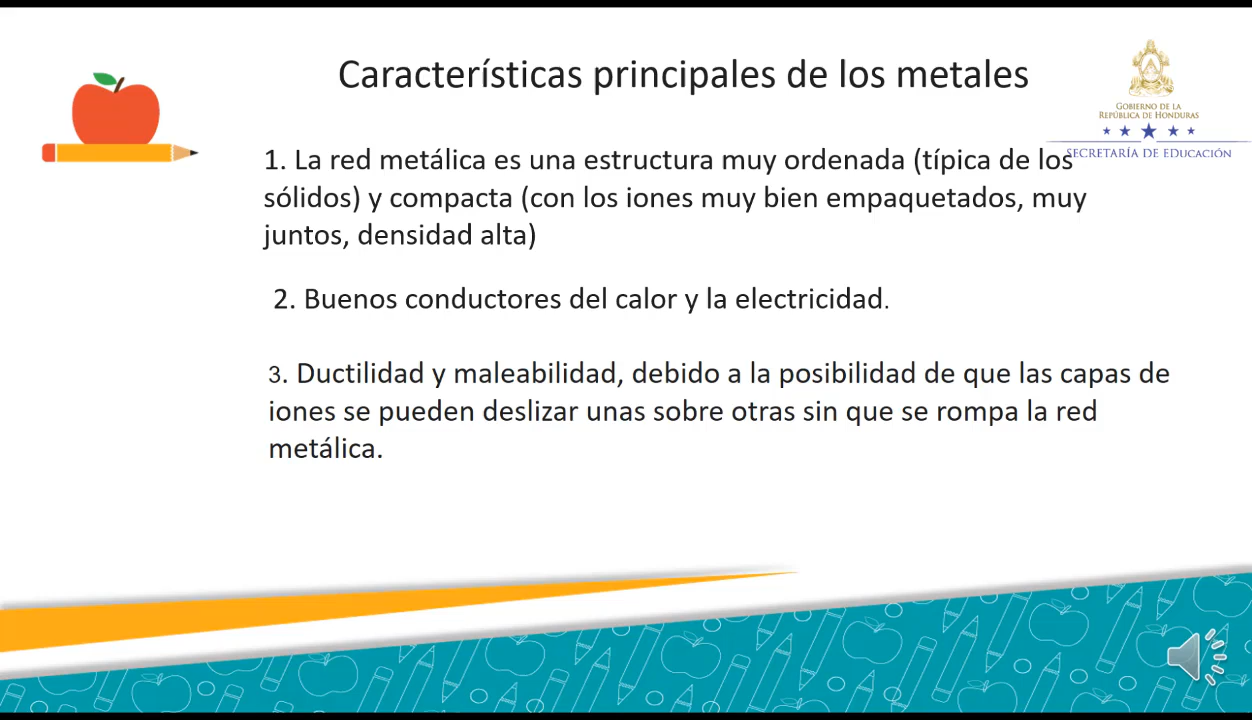 Características principales de los metales
GOBIERNO DE LA
REPÚBLICA DE HONDURAS
SECRETARÍA DE EDUCACIÓN
1. La red metálica es una estructura muy ordenada (típica de los
sólidos) y compacta (con los iones muy bien empaquetados, muy
juntos, densidad alta)
2. Buenos conductores del calor y la electricidad.
3. Ductilidad y maleabilidad, debido a la posibilidad de que las capas de
iones se pueden deslizar unas sobre otras sin que se rompa la red
metálica.